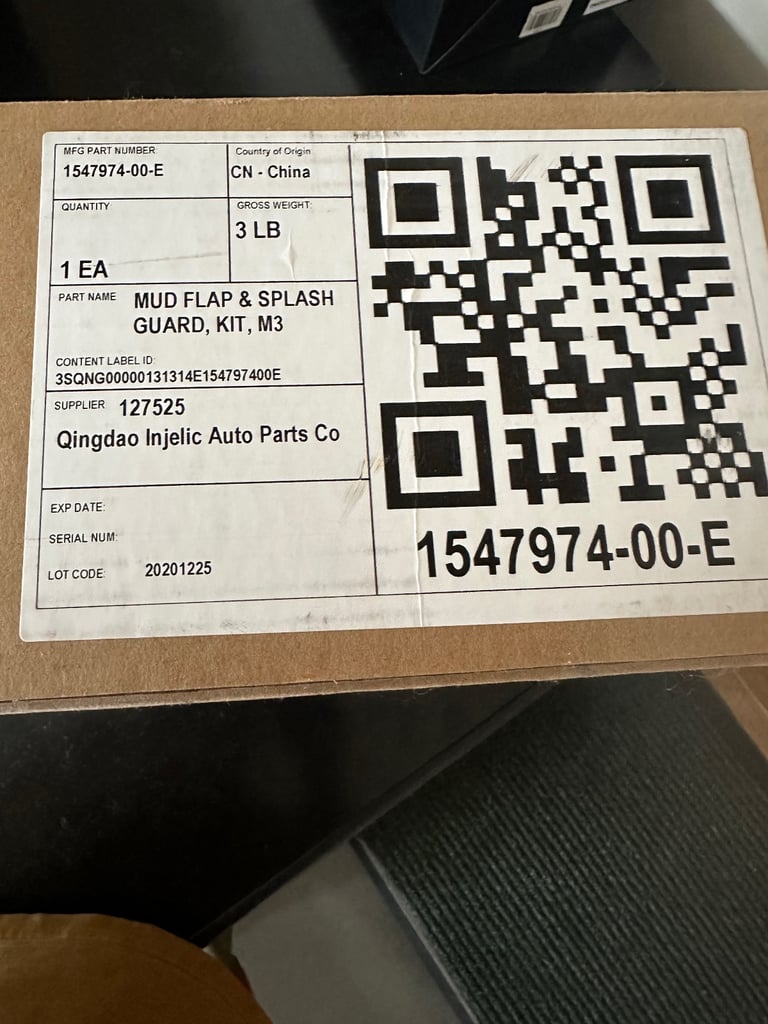 MFG PART NUMBER:
1547974-00-E
Country of Origin
CN - China
QUANTITY
1 EA
GROSS WEIGHT:
3 LB
PART NAME MUD FLAP & SPLASH
GUARD, KIT, M3
CONTENT LABEL ID:
3SQNG00000131314E154797400E
SUPPLIER 127525
Qingdao Injelic Auto Parts Co
EXP DATE:
SERIAL NUM:
LOT CODE: 20201225
1547974-00-E